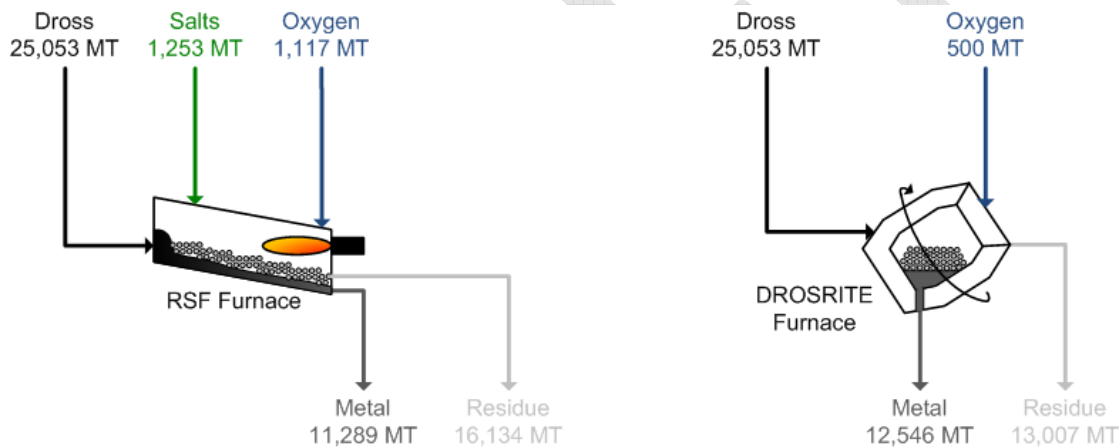 Dross
25,053 MT
Salts
1,253 MT
Oxygen
1,117 MT
RSF Furnace
Metal
11,289 MT
Residue
16,134 MT
Dross
25,053 MT
Oxygen
500 MT
DROSRITE
Furnace
Metal
12,546 MT
Residue
13,007 MT